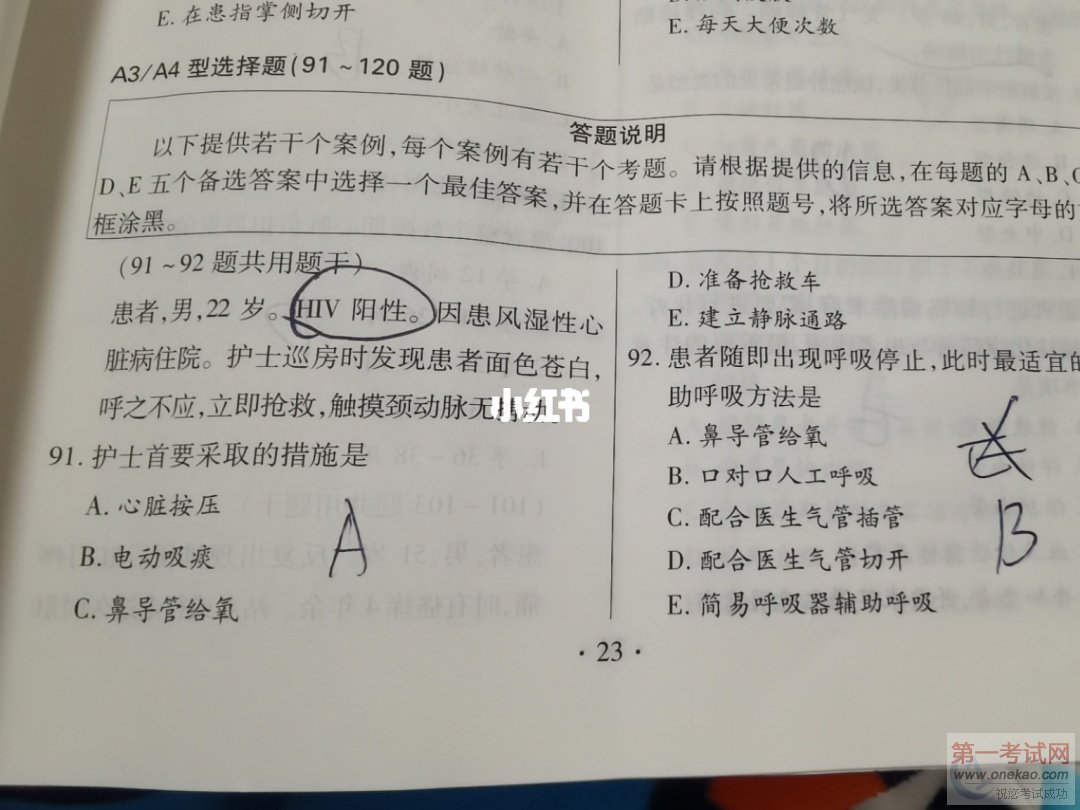 E. 在患指掌侧切开
E. 每天大便次数
A3/A4 型选择题(91 ~ 120 题)
答题说明
以下提供若干个案例,每个案例有若干个考题。请根据提供的信息,在每题的 A、B、C
D、E 五个备选答案中选择一个最佳答案,并在答题卡上按照题号,将所选答案对应字母的
框涂黑。
(91 ~92 题共用题干)
患者,男,22 岁。HIV 阳性。因患风湿性心
脏病住院。护士巡房时发现患者面色苍白,
呼之不应,立即抢救,触摸颈动脉无搏动。
91. 护士首要采取的措施是
A. 心脏按压
B. 电动吸痰
C. 鼻导管给氧
A
D. 准备抢救车
E. 建立静脉通路
92. 患者随即出现呼吸停止,此时最适宜的
助呼吸方法是
A. 鼻导管给氧
B. 口对口人工呼吸
C. 配合医生气管插管
D. 配合医生气管切开
E. 简易呼吸器辅助呼吸
B
· 23 ·
小红书
第一考试网
www.onekao.com
祝您考试成功